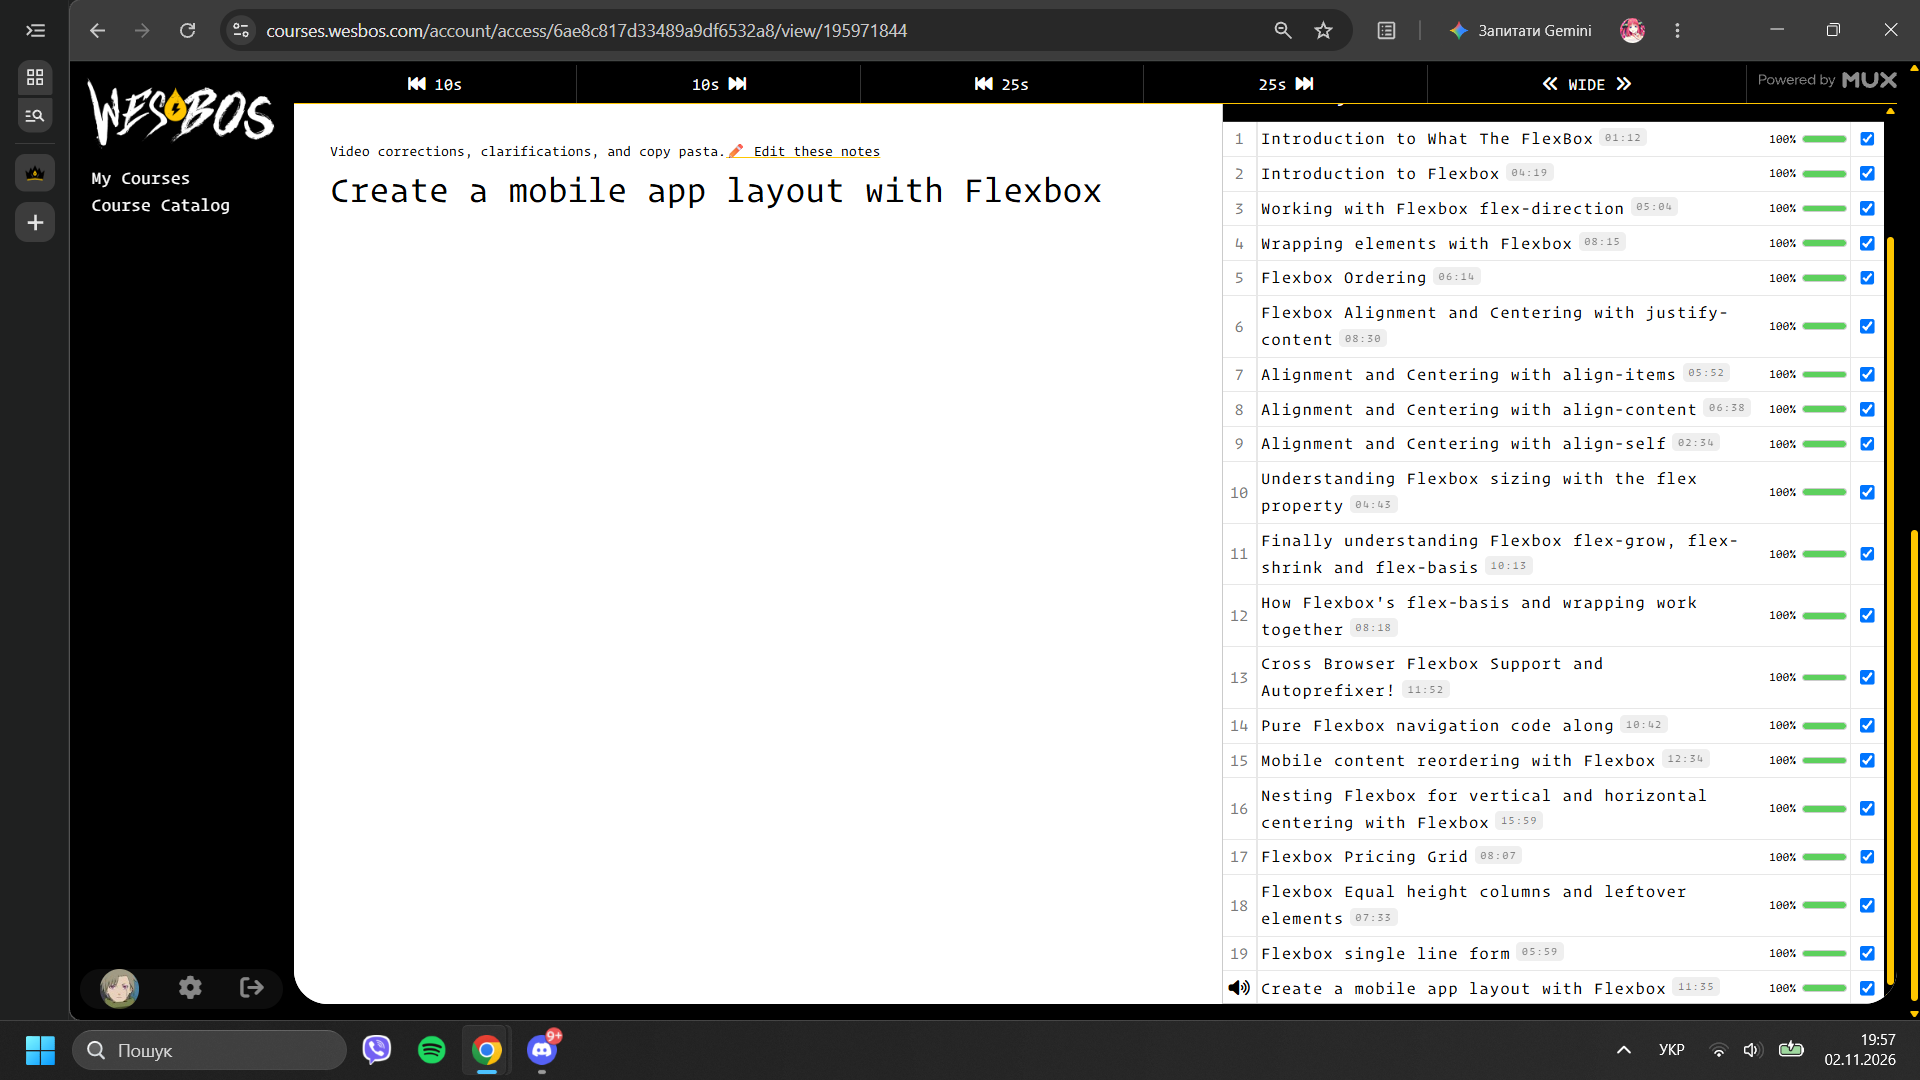 courses.wesbos.com/account/access/6ae8c817d33489a9df6532a8/view/195971844
Запитати Gemini
WESBOS
My Courses
Course Catalog
10s
10s
25s
25s
WIDE
Powered by MUX
Video corrections, clarifications, and copy pasta. Edit these notes
Create a mobile app layout with Flexbox
1 Introduction to What The FlexBox 01:12 100%
2 Introduction to Flexbox 04:19 100%
3 Working with Flexbox flex-direction 05:04 100%
4 Wrapping elements with Flexbox 08:15 100%
5 Flexbox Ordering 06:14 100%
6 Flexbox Alignment and Centering with justify-
content 08:30 100%
7 Alignment and Centering with align-items 05:52 100%
8 Alignment and Centering with align-content 06:38 100%
9 Alignment and Centering with align-self 02:34 100%
10 Understanding Flexbox sizing with the flex
property 04:43 100%
11 Finally understanding Flexbox flex-grow, flex-
shrink and flex-basis 10:13 100%
12 How Flexbox's flex-basis and wrapping work
together 08:18 100%
13 Cross Browser Flexbox Support and
Autoprefixer! 11:52 100%
14 Pure Flexbox navigation code along 10:42 100%
15 Mobile content reordering with Flexbox 12:34 100%
16 Nesting Flexbox for vertical and horizontal
centering with Flexbox 15:59 100%
17 Flexbox Pricing Grid 08:07 100%
18 Flexbox Equal height columns and leftover
elements 07:33 100%
19 Flexbox single line form 05:59 100%
Create a mobile app layout with Flexbox 11:35 100%
Пошук
9+
УКР
19:57
02.11.2026